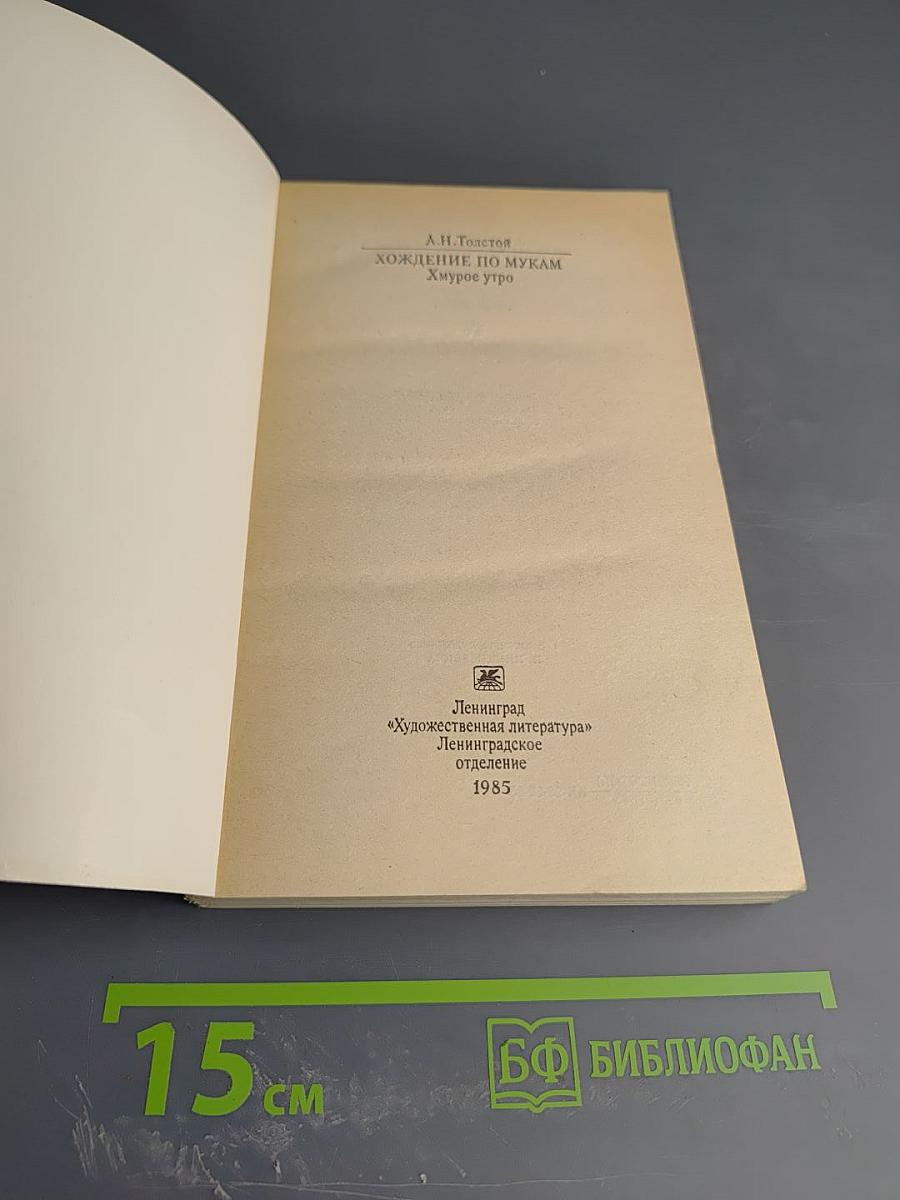 А.Н.Толстой
ХОЖДЕНИЕ ПО МУКАМ
Хмурое утро
Ленинград
«Художественная литература»
Ленинградское
отделение
1985
15 см
БФ БИБЛИОФАН